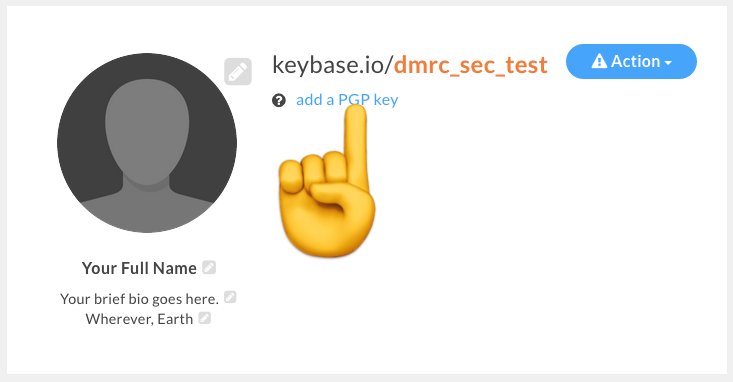 keybase.io/dmrc_sec_test
Action
add a PGP key
Your Full Name
Your brief bio goes here.
Wherever, Earth